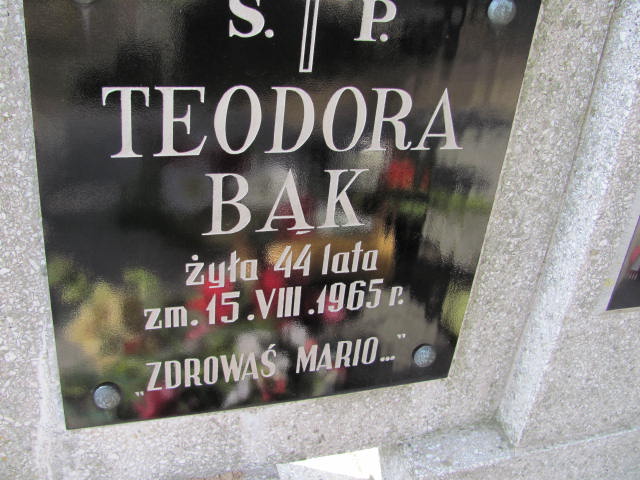 S. P.
TEODORA
BĄK
żyła 44 lata
zm. 15.VIII.1965 r.
„ZDROWAŚ MARIO..."